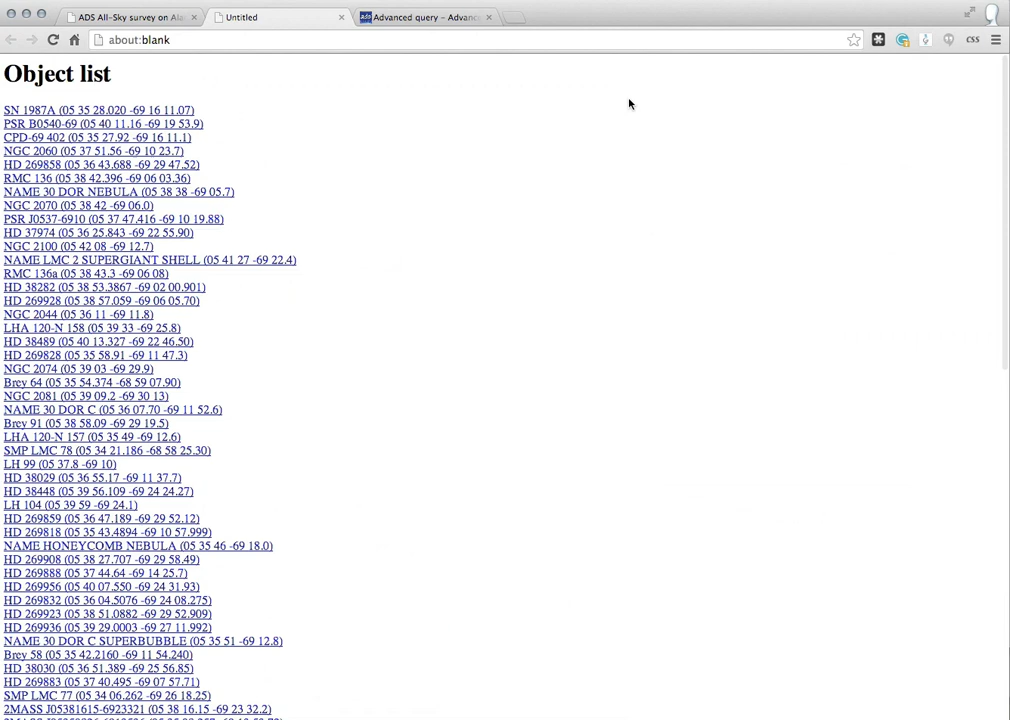 ADS All-Sky survey on Ala
Untitled
Advanced query - Advanc
about:blank
CSS
Object list
SN 1987A (05 35 28.020 -69 16 11.07)
PSR B0540-69 (05 40 11.16 -69 19 53.9)
CPD-69 402 (05 35 27.92 -69 16 11.1)
NGC 2060 (05 37 51.56 -69 10 23.7)
HD 269858 (05 36 43.688 -69 29 47.52)
RMC 136 (05 38 42.396 -69 06 03.36)
NAME 30 DOR NEBULA (05 38 38 -69 05.7)
NGC 2070 (05 38 42 -69 06.0)
PSR J0537-6910 (05 37 47.416 -69 10 19.88)
HD 37974 (05 36 25.843 -69 22 55.90)
NGC 2100 (05 42 08 -69 12.7)
NAME LMC 2 SUPERGIANT SHELL (05 41 27 -69 22.4)
RMC 136a (05 38 43.3 -69 06 08)
HD 38282 (05 38 53.3867 -69 02 00.901)
HD 269928 (05 38 57.059 -69 06 05.70)
NGC 2044 (05 36 11 -69 11.8)
LHA 120-N 158 (05 39 33 -69 25.8)
HD 38489 (05 40 13.327 -69 22 46.50)
HD 269828 (05 35 58.91 -69 11 47.3)
NGC 2074 (05 39 03 -69 29.9)
Brey 64 (05 35 54.374 -68 59 07.90)
NGC 2081 (05 39 09.2 -69 30 13)
NAME 30 DOR C (05 36 07.70 -69 11 52.6)
Brey 91 (05 38 58.09 -69 29 19.5)
LHA 120-N 157 (05 35 49 -69 12.6)
SMP LMC 78 (05 34 21.186 -68 58 25.30)
LH 99 (05 37.8 -69 10)
HD 38029 (05 36 55.17 -69 11 37.7)
HD 38448 (05 39 56.109 -69 24 24.27)
LH 104 (05 39 59 -69 24.1)
HD 269859 (05 36 47.189 -69 29 52.12)
HD 269818 (05 35 43.4894 -69 10 57.999)
NAME HONEYCOMB NEBULA (05 35 46 -69 18.0)
HD 269908 (05 38 27.707 -69 29 58.49)
HD 269888 (05 37 44.64 -69 14 25.7)
HD 269956 (05 40 07.550 -69 24 31.93)
HD 269832 (05 36 04.5076 -69 24 08.275)
HD 269923 (05 38 51.0882 -69 29 52.909)
HD 269936 (05 39 29.0003 -69 27 11.992)
NAME 30 DOR C SUPERBUBBLE (05 35 51 -69 12.8)
Brey 58 (05 35 42.2160 -69 11 54.240)
HD 38030 (05 36 51.389 -69 25 56.85)
HD 269883 (05 37 40.495 -69 07 57.71)
SMP LMC 77 (05 34 06.262 -69 26 18.25)
2MASS J05381615-6923321 (05 38 16.15 -69 23 32.2)